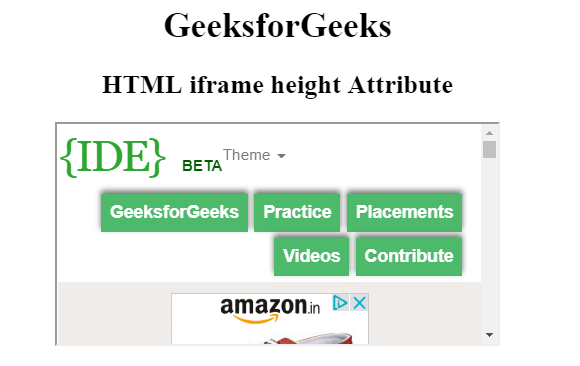 GeeksforGeeks
HTML iframe height Attribute
{IDE} BETA Theme
GeeksforGeeks Practice Placements
Videos Contribute
amazon.in